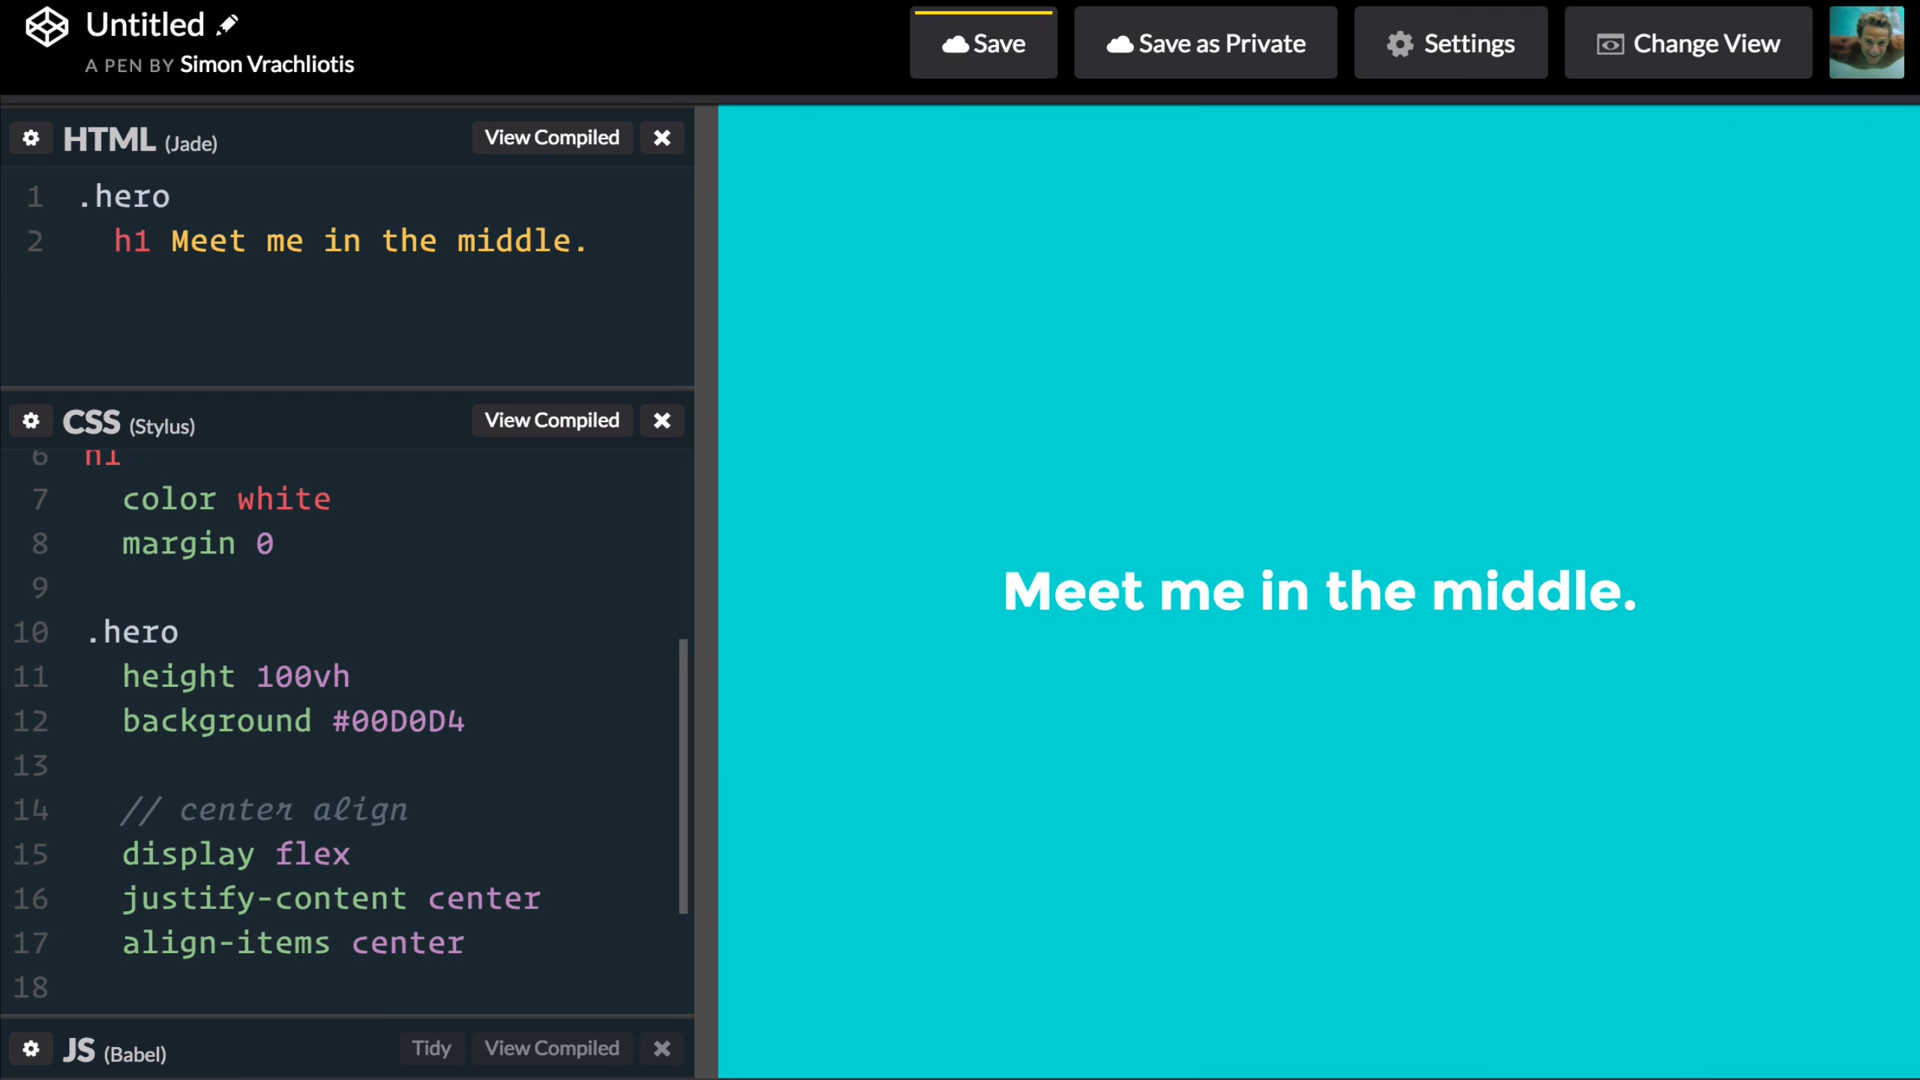 Untitled
A PEN BY Simon Vrachliotis
Save
Save as Private
Settings
Change View
HTML (Jade)
View Compiled
1 .hero
2 h1 Meet me in the middle.
CSS (Stylus)
View Compiled
6 h1
7 color white
8 margin 0
9
10 .hero
11 height 100vh
12 background #00D0D4
13
14 // center align
15 display flex
16 justify-content center
17 align-items center
18
JS (Babel)
Tidy
View Compiled
Meet me in the middle.